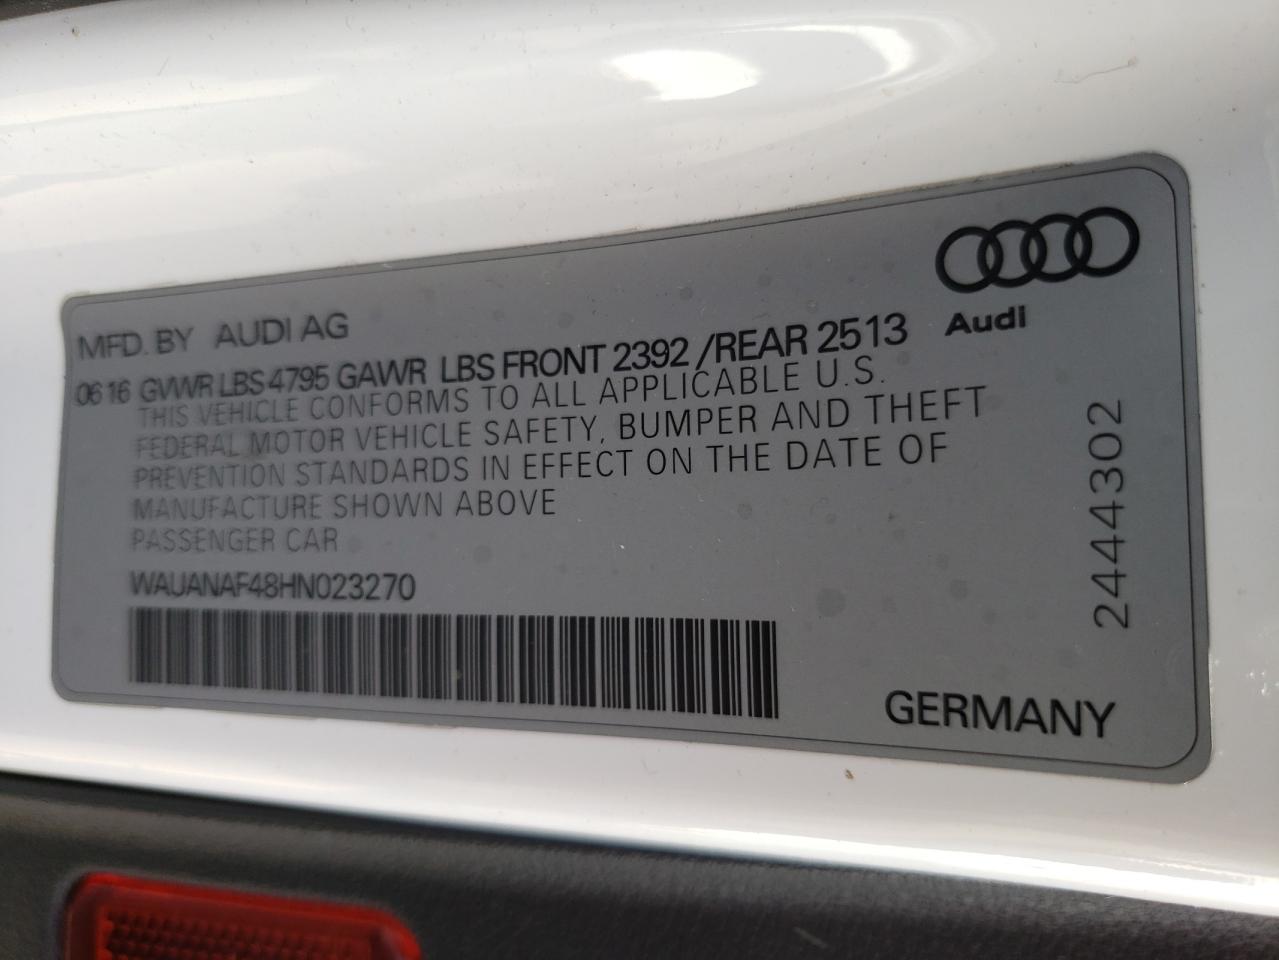 Audi
MFD. BY AUDI AG
06 16 GVWR LBS 4795 GAWR LBS FRONT 2392 /REAR 2513
THIS VEHICLE CONFORMS TO ALL APPLICABLE U.S.
FEDERAL MOTOR VEHICLE SAFETY, BUMPER AND THEFT
PREVENTION STANDARDS IN EFFECT ON THE DATE OF
MANUFACTURE SHOWN ABOVE
PASSENGER CAR
WAUANAF48HN023270
2444302
GERMANY